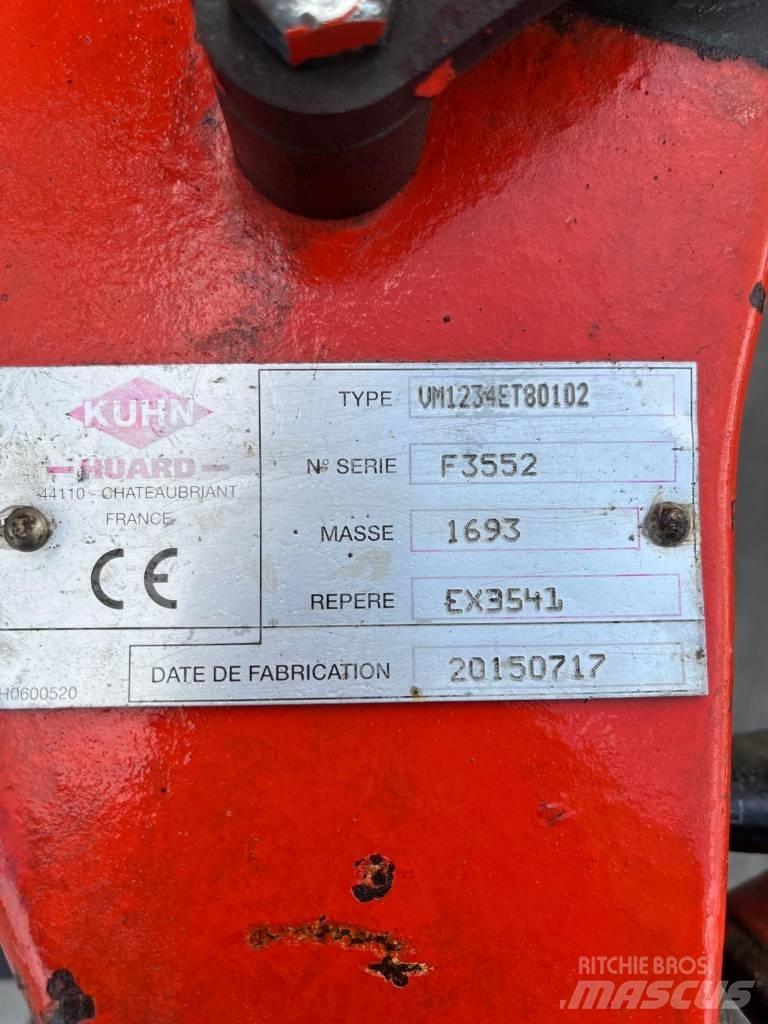 KUHN
HUARD
44110 - CHATEAUBRIANT
FRANCE
CE
TYPE VM1234ET80102
N° SERIE F3552
MASSE 1693
REPERE EX3541
H0600520
DATE DE FABRICATION 20150717
RITCHIE BROS.
MASCUS